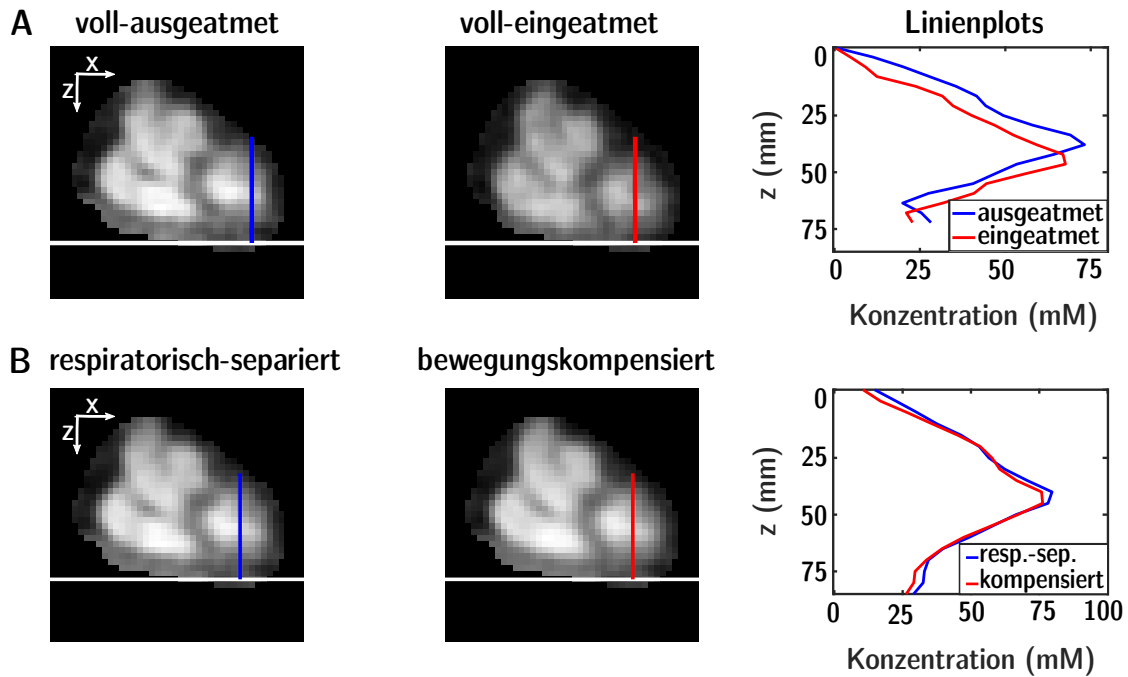 A
voll-ausgeatmet
voll-eingeatmet
Linienplots
x
z
0
25
50
75
z (mm)
ausgeatmet
eingeatmet
0
25
50
75
Konzentration (mM)
B
respiratorisch-separiert
bewegungskompensiert
x
z
0
25
50
75
z (mm)
resp.-sep.
kompensiert
25
50
75
100
Konzentration (mM)